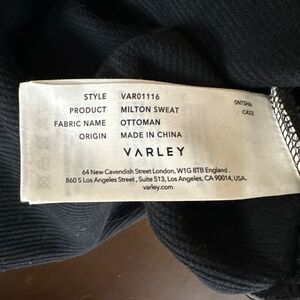 STYLE VAR01116
PRODUCT MILTON SWEAT
FABRIC NAME OTTOMAN
ORIGIN MADE IN CHINA
SNTSHA
C422
VARLEY
64 New Cavendish Street London, W1G 8TB England.
860 S Los Angeles Street, Suite 513, Los Angeles, CA 90014, USA.
varley.com